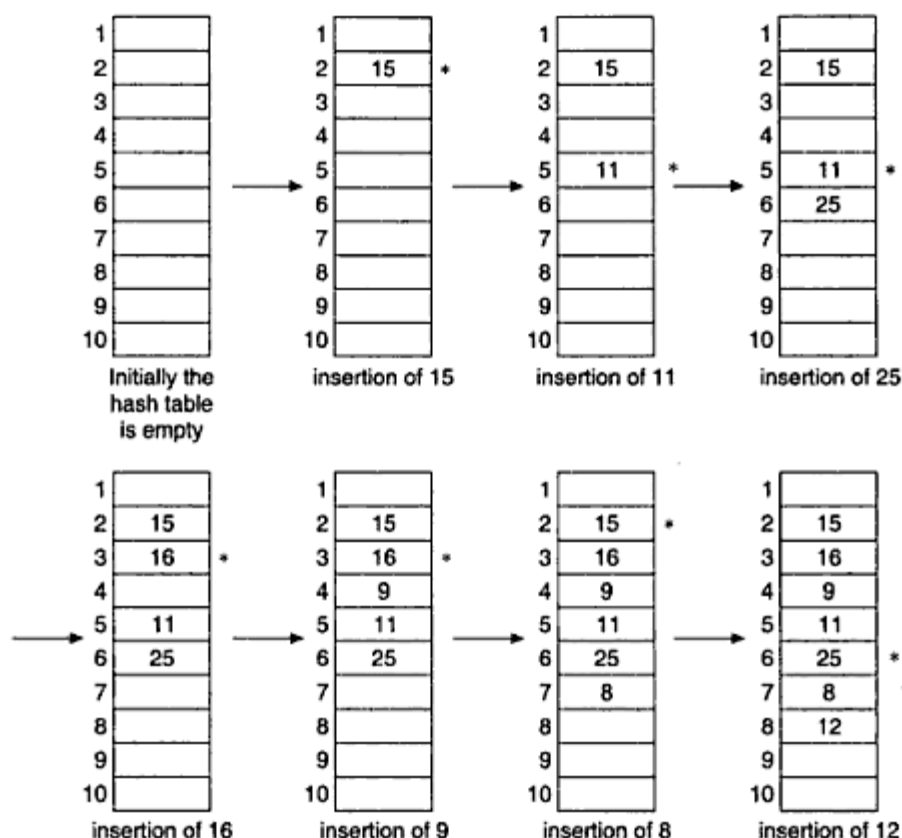 1 1 1 1
2 2 15 * 2 15 2 15
3 3 3 3
4 4 4 4
5 5 5 11 * 5 11 *
6 6 6 6 25
7 7 7 7
8 8 8 8
9 9 9 9
10 10 10 10
Initially the
hash table
is empty
insertion of 15
insertion of 11
insertion of 25
1 1 1 1
2 15 2 15 2 15 * 2 15
3 16 * 3 16 * 3 16 3 16
4 4 9 4 9 4 9
5 11 5 11 5 11 5 11
6 25 6 25 6 25 6 25 *
7 7 7 8 7 8
8 8 8 8 12
9 9 9 9
10 10 10 10
insertion of 16
insertion of 9
insertion of 8
insertion of 12